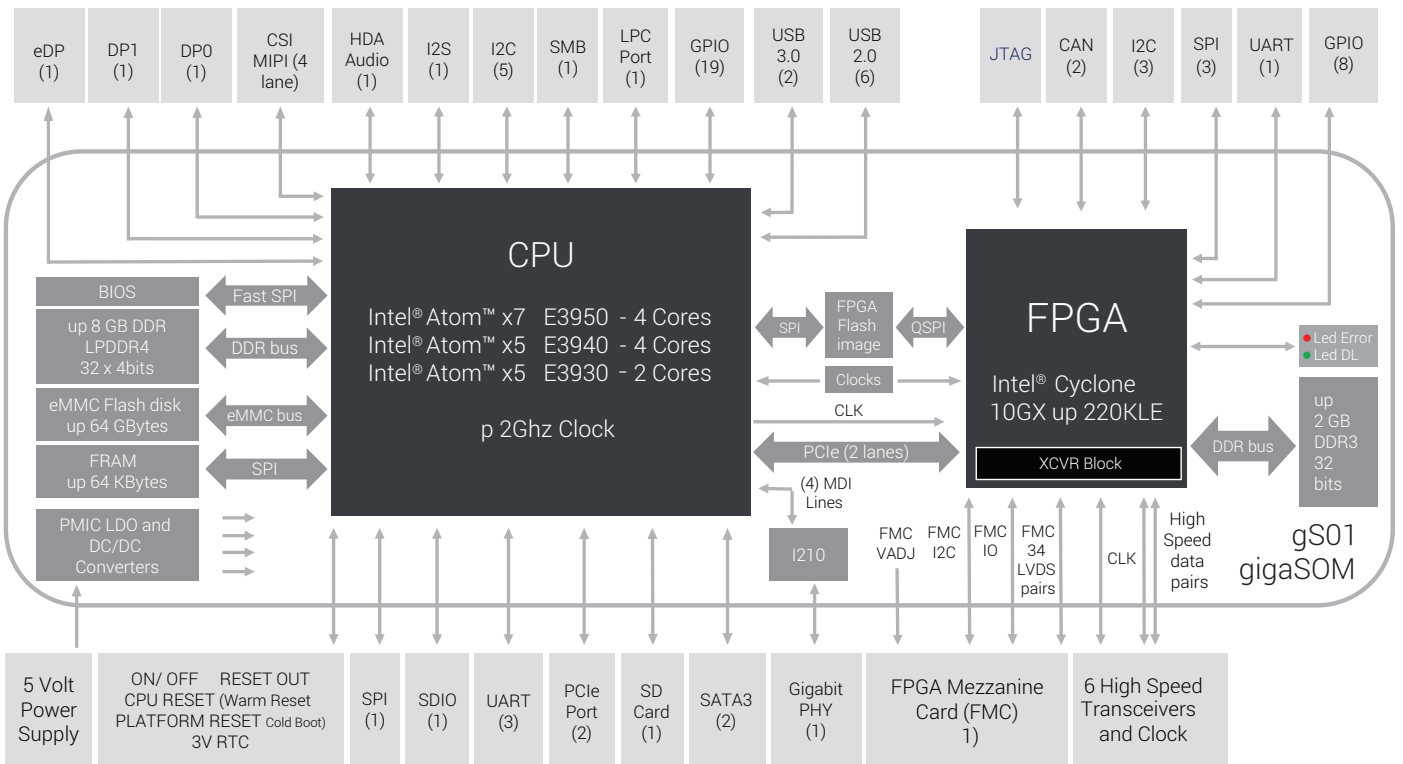 eDP
(1)
DP1
(1)
DP0
(1)
CSI
MIPI (4
lane)
HDA
Audio
(1)
I2S
(1)
I2C
(5)
SMB
(1)
LPC
Port
(1)
GPIO
(19)
USB
3.0
(2)
USB
2.0
(6)
JTAG
CAN
(2)
I2C
(3)
SPI
(3)
UART
(1)
GPIO
(8)
CPU
Intel® Atom™ x7 E3950 - 4 Cores
Intel® Atom™ x5 E3940 - 4 Cores
Intel® Atom™ x5 E3930 - 2 Cores
p 2Ghz Clock
BIOS
Fast SPI
up 8 GB DDR
LPDDR4
32 x 4bits
DDR bus
eMMC Flash disk
up 64 GBytes
eMMC bus
FRAM
up 64 KBytes
SPI
PMIC LDO and
DC/DC
Converters
SPI
FPGA
Flash
image
QSPI
Clocks
CLK
PCIe (2 lanes)
(4) MDI
Lines
I210
FPGA
Intel® Cyclone
10GX up 220KLE
XCVR Block
Led Error
Led DL
DDR bus
up
2 GB
DDR3
32
bits
FMC
VADJ
FMC
I2C
FMC
IO
FMC
34
LVDS
pairs
CLK
High
Speed
data
pairs
gS01
gigaSOM
5 Volt
Power
Supply
ON/ OFF RESET OUT
CPU RESET (Warm Reset
PLATFORM RESET Cold Boot)
3V RTC
SPI
(1)
SDIO
(1)
UART
(3)
PCIe
Port
(2)
SD
Card
(1)
SATA3
(2)
Gigabit
PHY
(1)
FPGA Mezzanine
Card (FMC)
1)
6 High Speed
Transceivers
and Clock